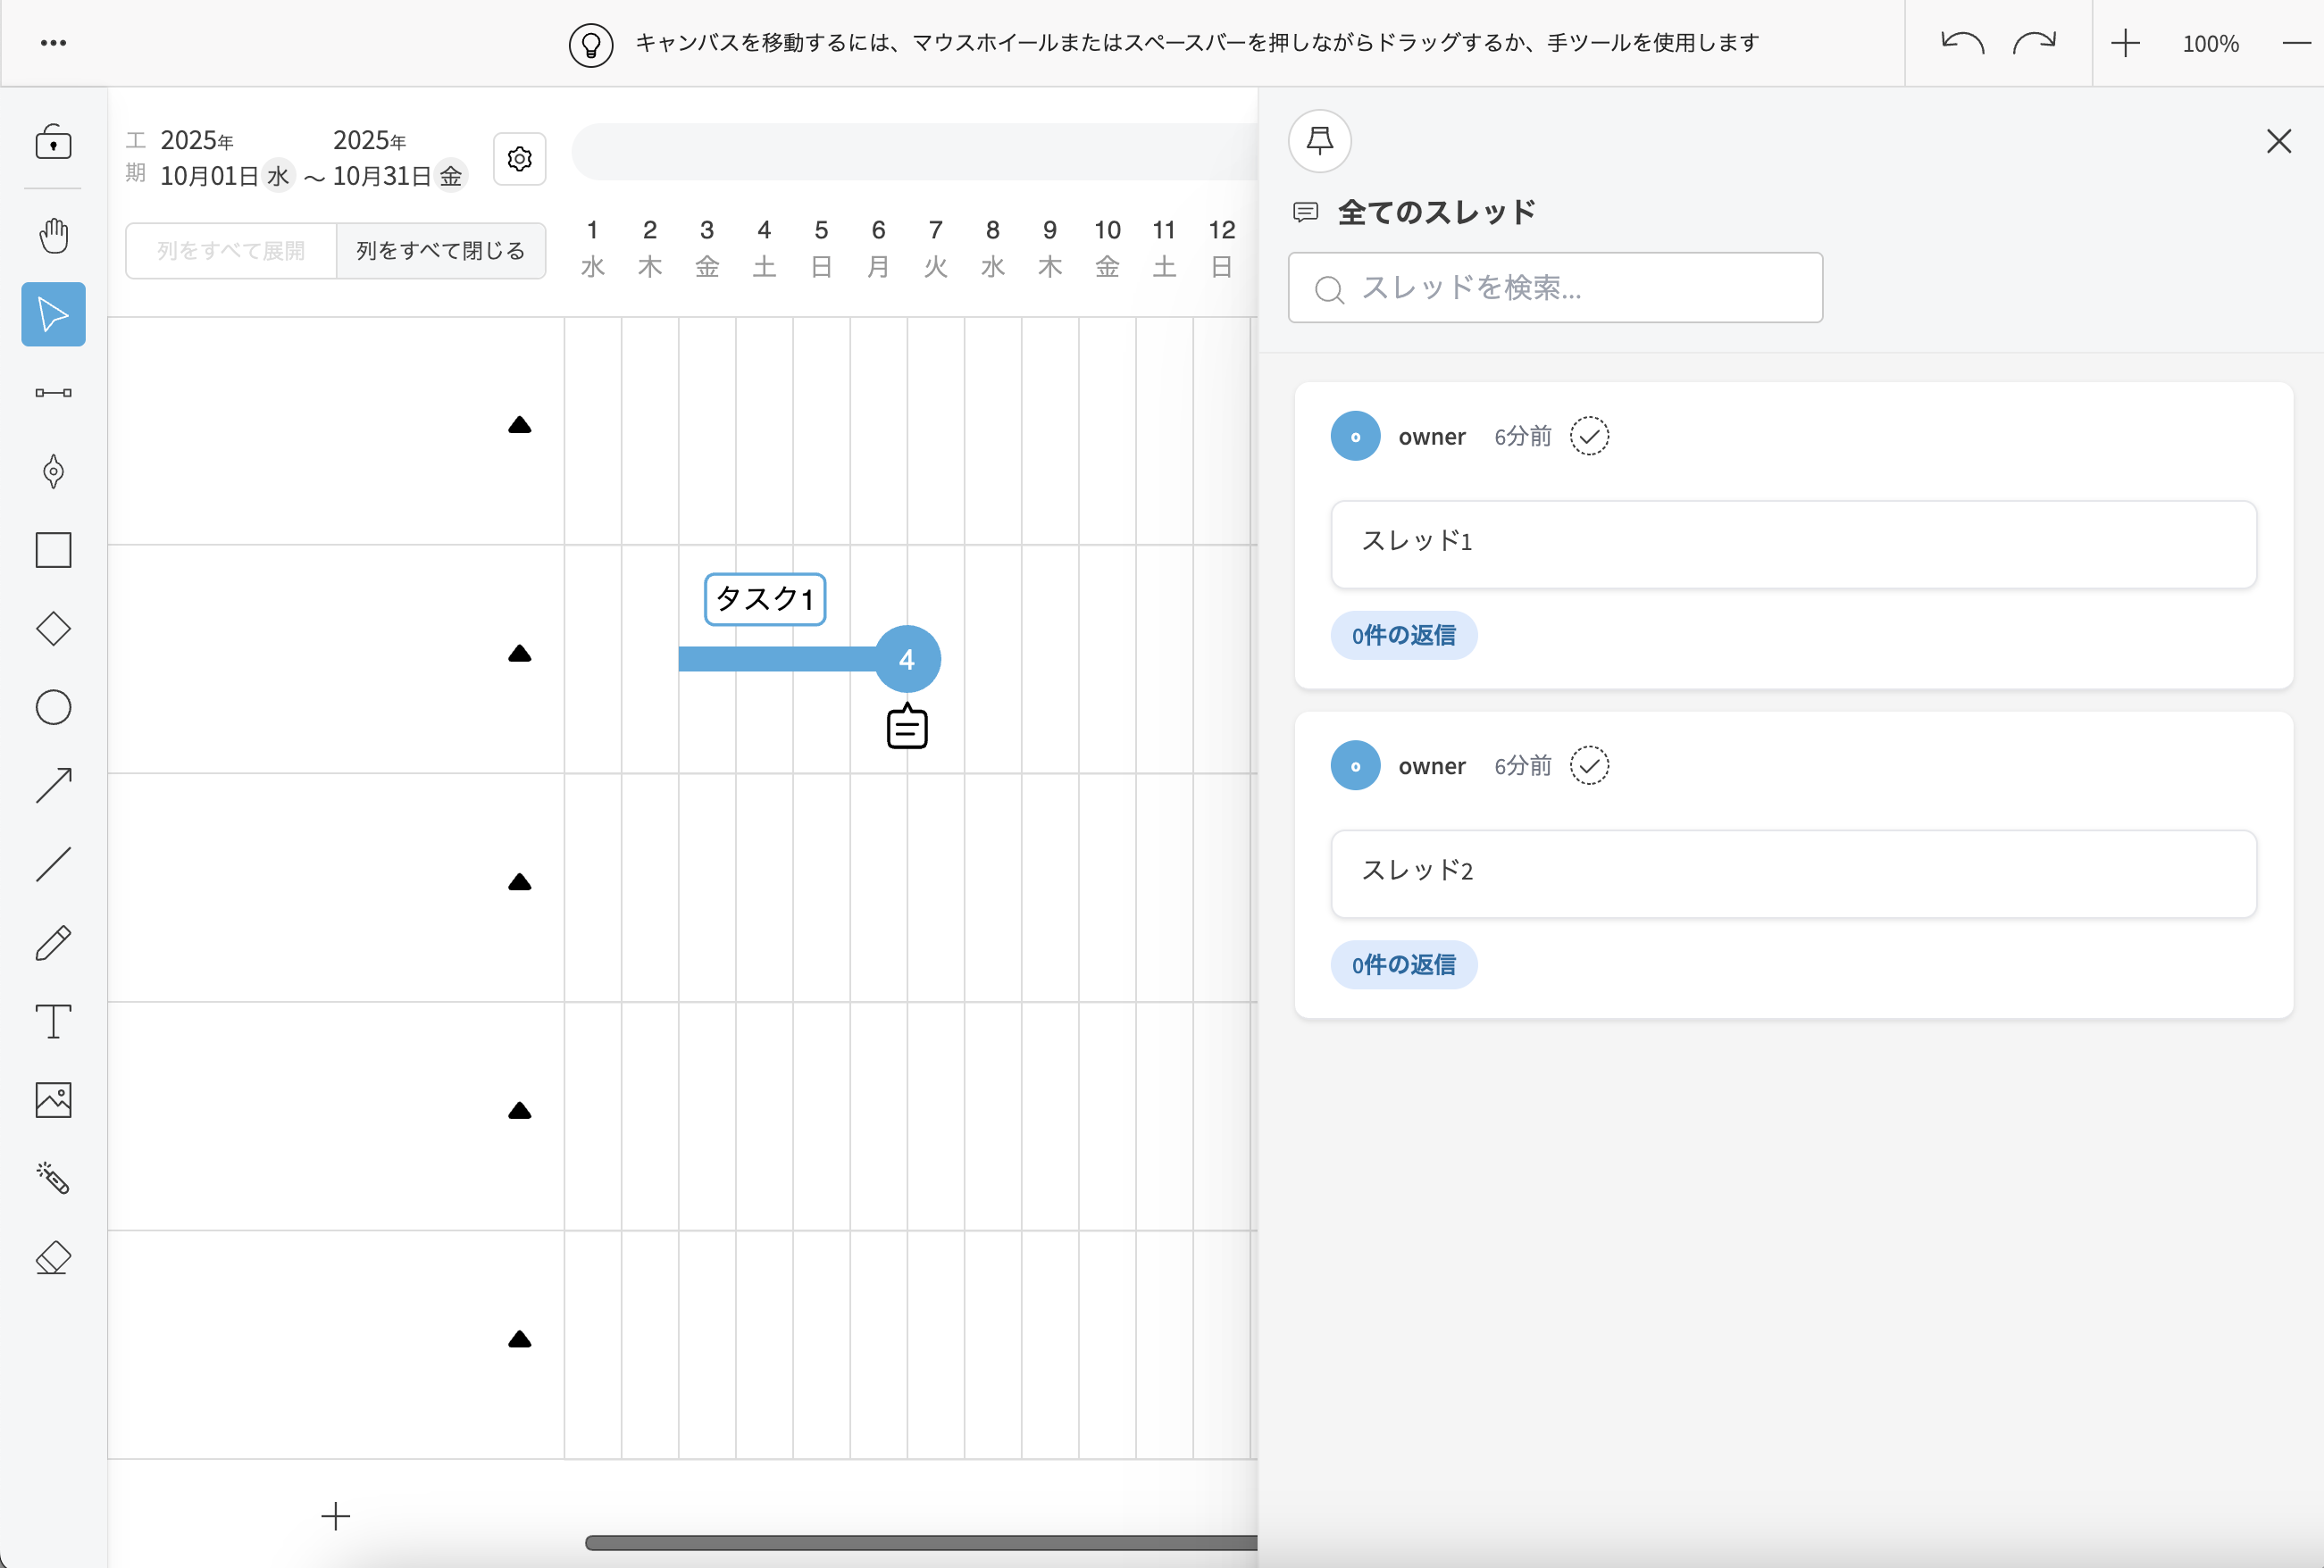 キャンバスを移動するには、マウスホイールまたはスペースバーを押しながらドラッグするか、手ツールを使用します
100%
工期
2025年 2025年
10月01日 水 ～ 10月31日 金
列をすべて展開 列をすべて閉じる
1 2 3 4 5 6 7 8 9 10 11 12
水 木 金 土 日 月 火 水 木 金 土 日
タスク1
4
全てのスレッド
スレッドを検索...
o owner 6分前
スレッド1
0件の返信
o owner 6分前
スレッド2
0件の返信